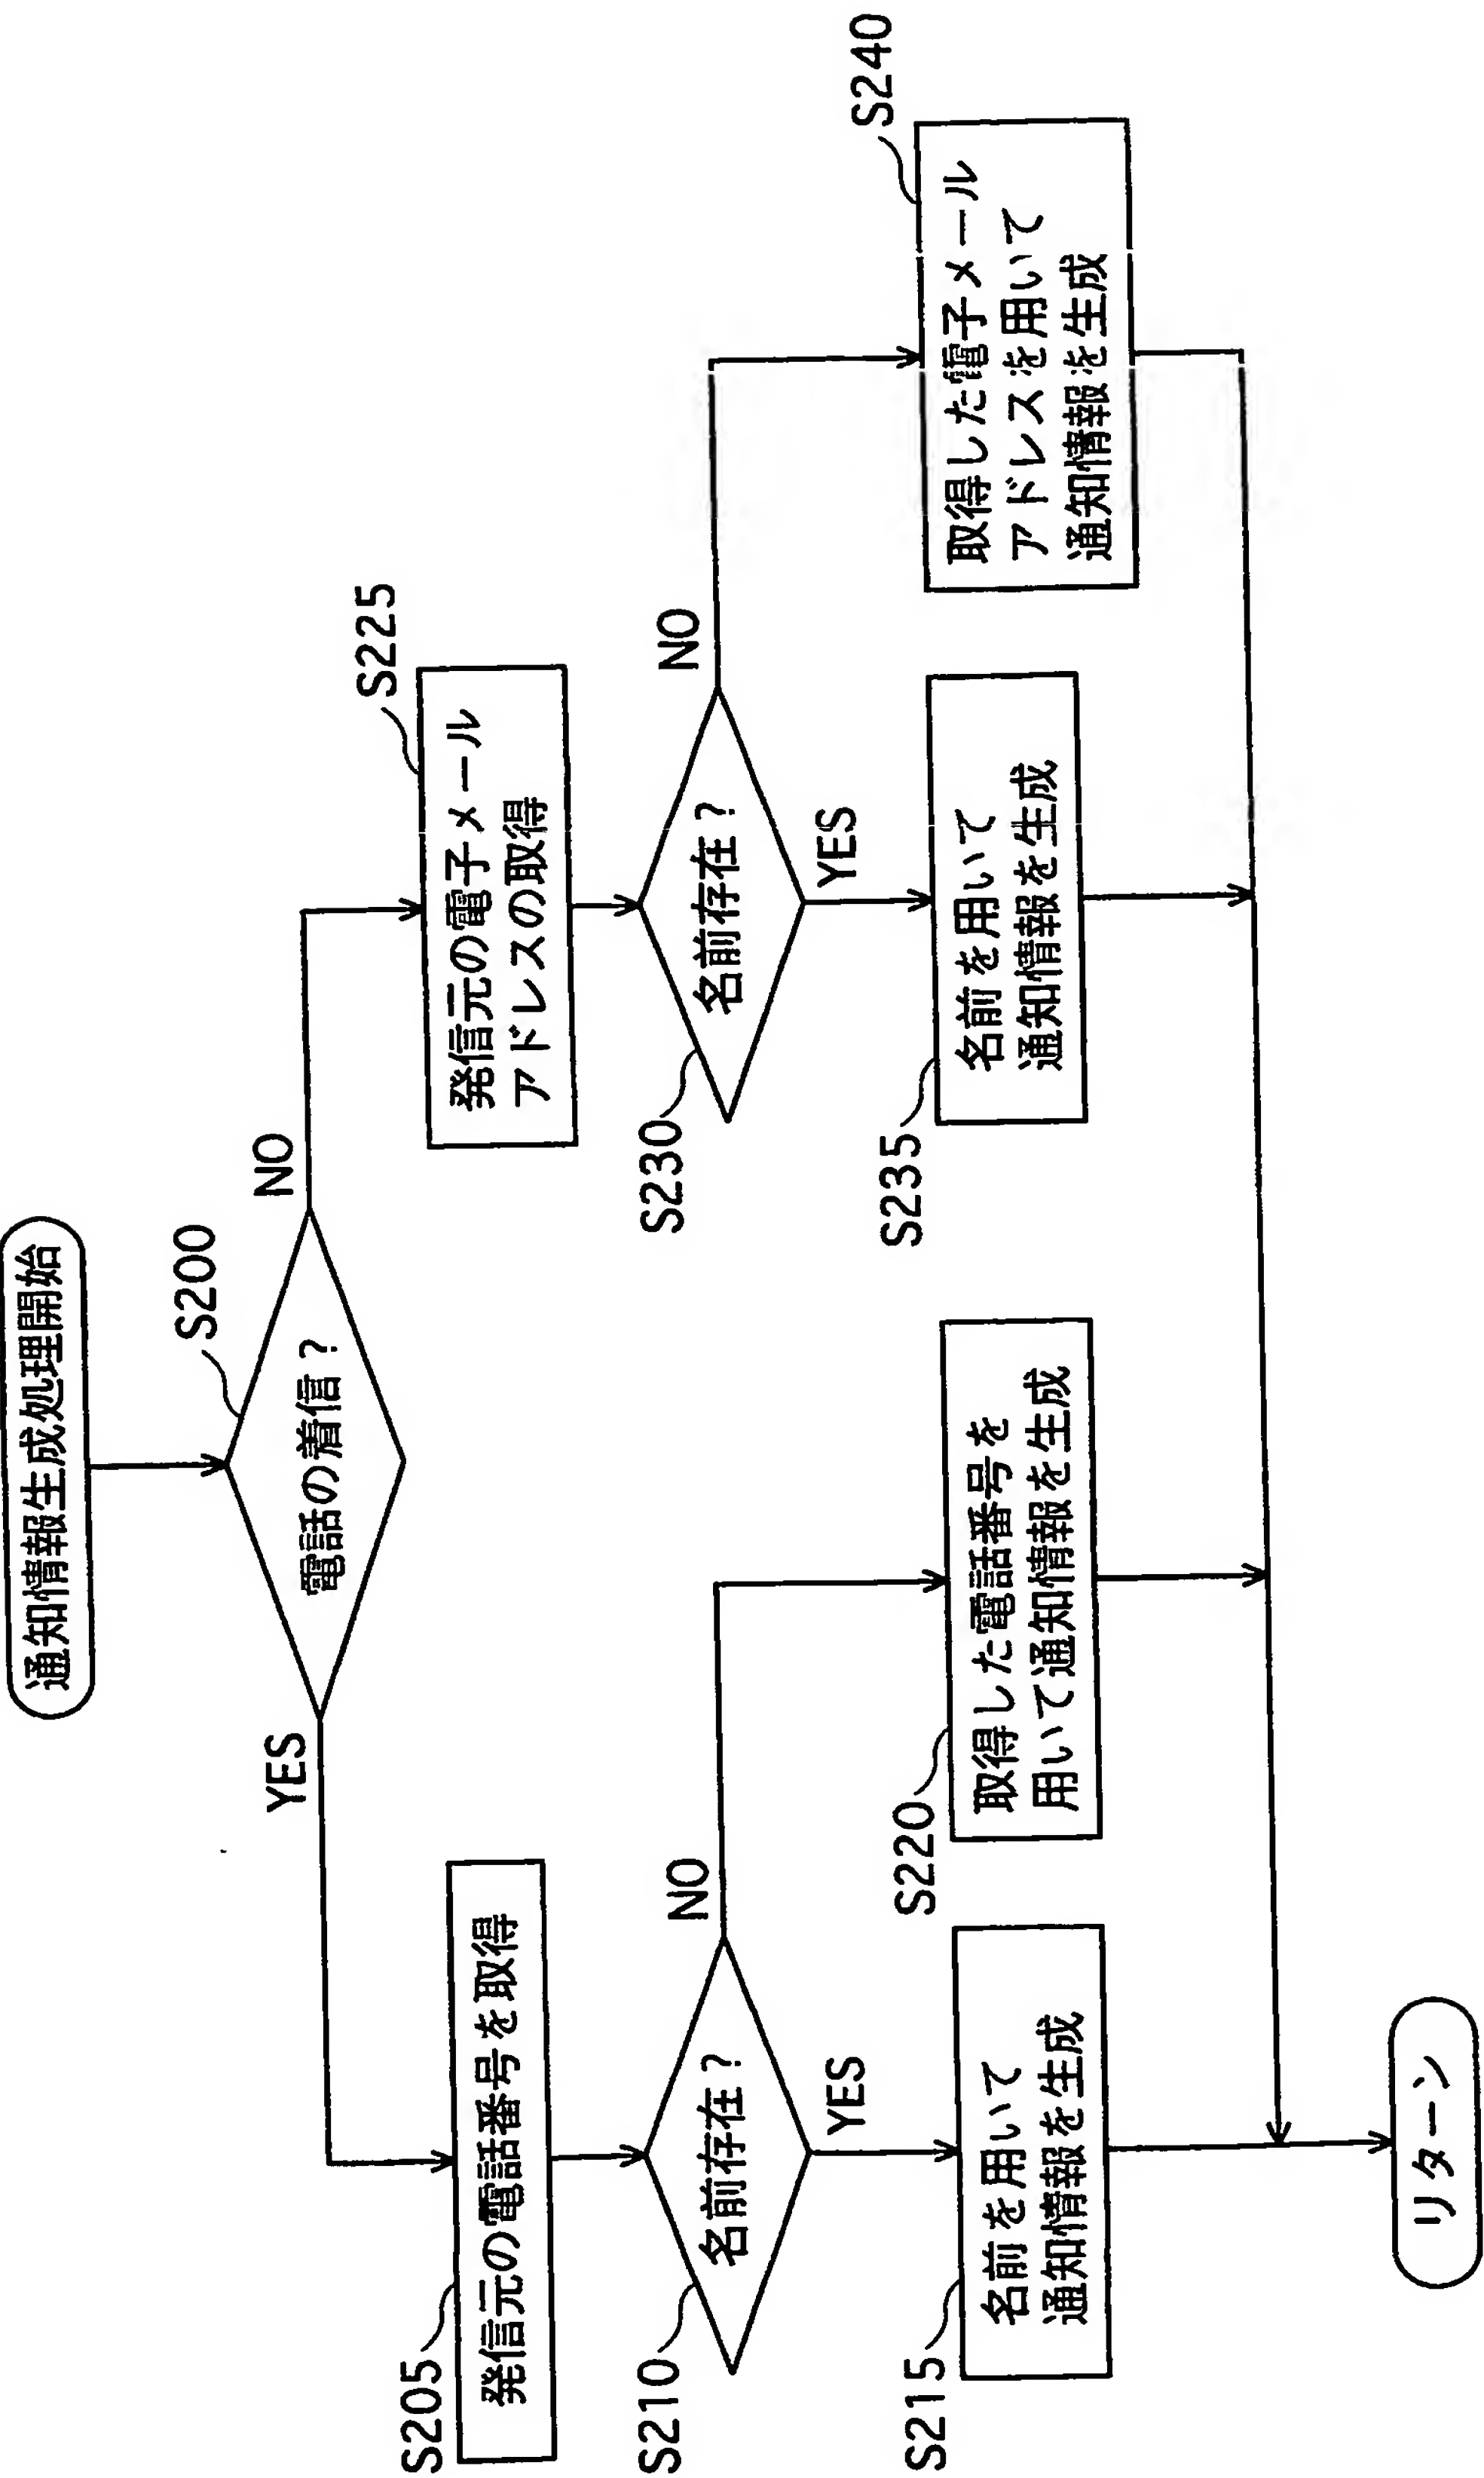 通知情報生成処理開始
S200
電話の着信？
YES
NO
S205
発信元の電話番号を取得
S225
発信元の電子メール
アドレスの取得
S210
名前存在？
NO
YES
S230
名前存在？
NO
YES
S215
名前を用いて
通知情報を生成
S220
取得した電話番号を
用いて通知情報を生成
S235
名前を用いて
通知情報を生成
S240
取得した電子メール
アドレスを用いて
通知情報を生成
リターン